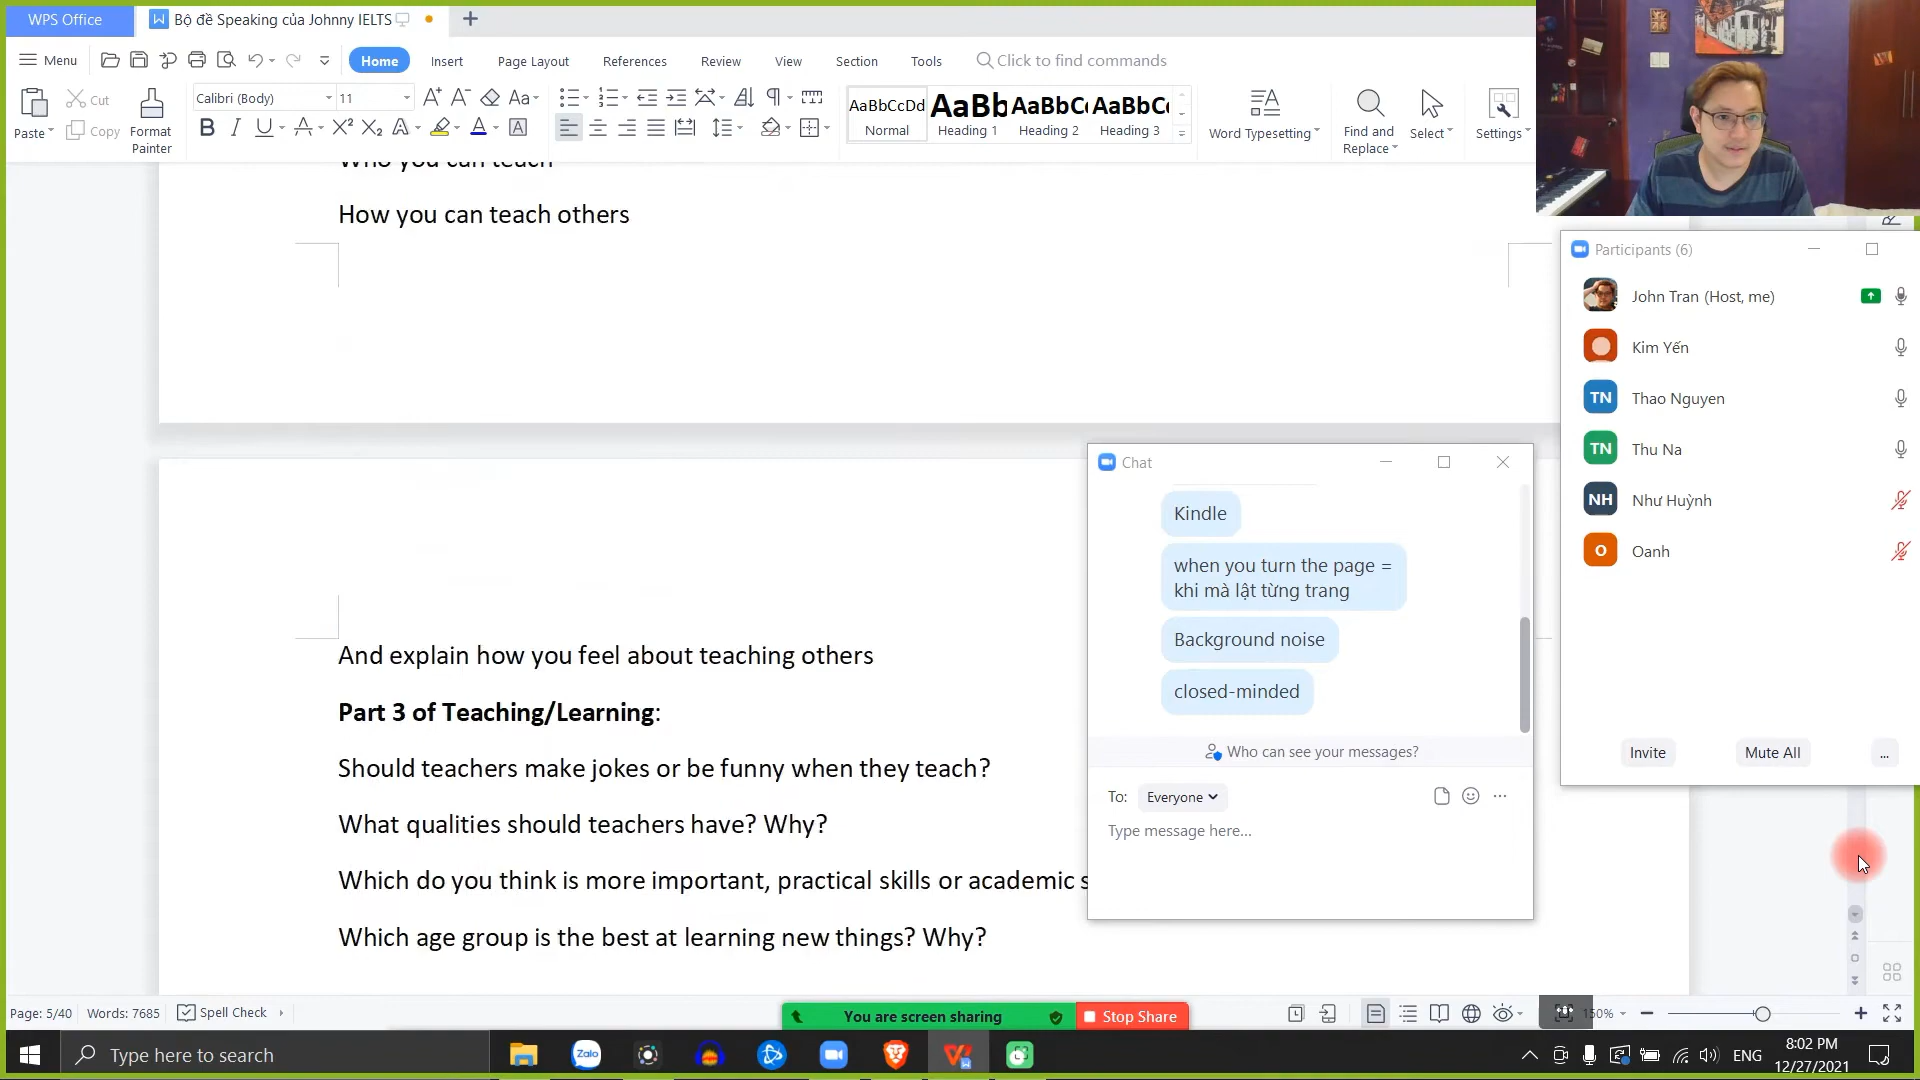 WPS Office
Bộ đề Speaking của Johnny IELTS
Menu
Home
Insert
Page Layout
References
Review
View
Section
Tools
Click to find commands
Paste
Cut
Copy
Format
Painter
Calibri (Body)
11
AaBbCcDd
Normal
AaBb
Heading 1
AaBbC
Heading 2
AaBbC
Heading 3
Word Typesetting
Find and
Replace
Select
Settings
Who you can teach
How you can teach others
And explain how you feel about teaching others
Part 3 of Teaching/Learning:
Should teachers make jokes or be funny when they teach?
What qualities should teachers have? Why?
Which do you think is more important, practical skills or academic s
Which age group is the best at learning new things? Why?
Chat
Kindle
when you turn the page =
khi mà lật từng trang
Background noise
closed-minded
Who can see your messages?
To: Everyone
Type message here...
Participants (6)
John Tran (Host, me)
Kim Yến
TN Thao Nguyen
TN Thu Na
NH Như Huỳnh
O Oanh
Invite
Mute All
...
Page: 5/40
Words: 7685
Spell Check
You are screen sharing
Stop Share
150%
Type here to search
Zalo
ENG
8:02 PM
12/27/2021